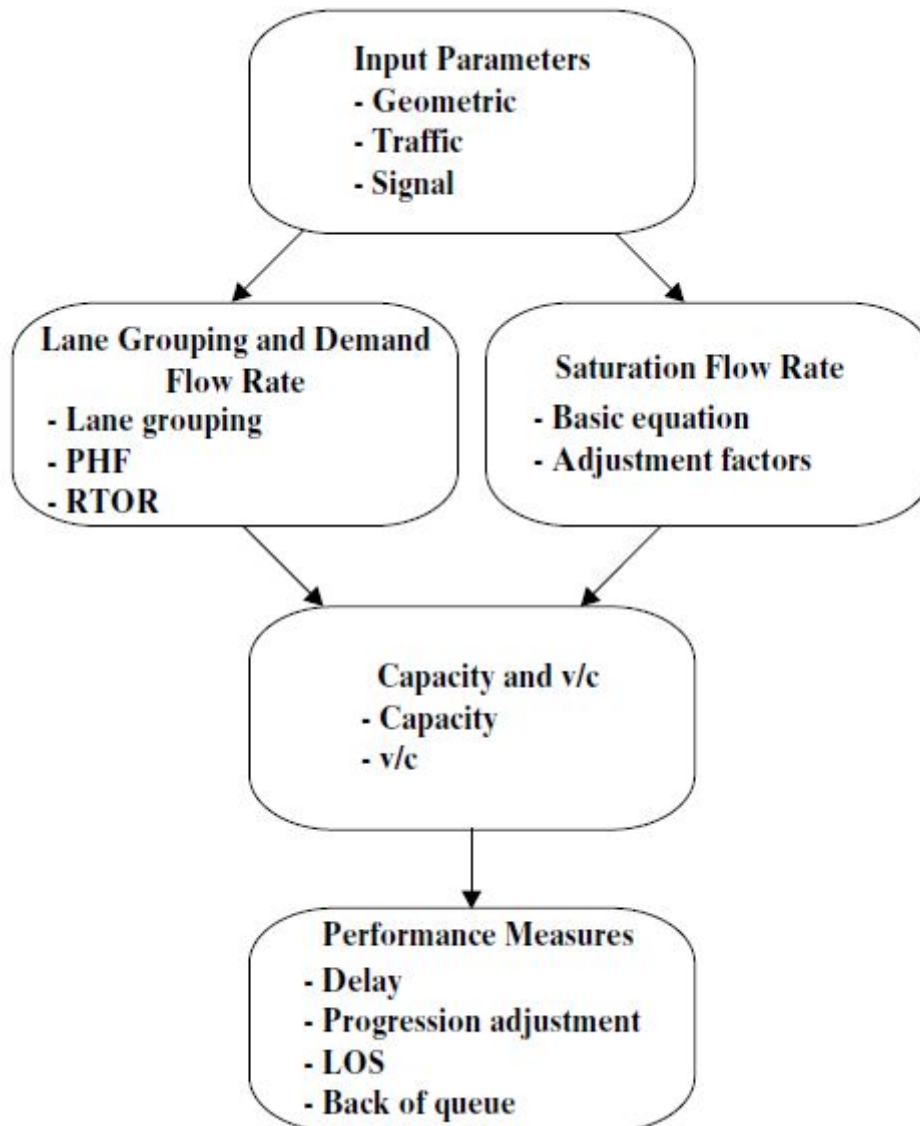 Input Parameters
- Geometric
- Traffic
- Signal
Lane Grouping and Demand
Flow Rate
- Lane grouping
- PHF
- RTOR
Saturation Flow Rate
- Basic equation
- Adjustment factors
Capacity and v/c
- Capacity
- v/c
Performance Measures
- Delay
- Progression adjustment
- LOS
- Back of queue